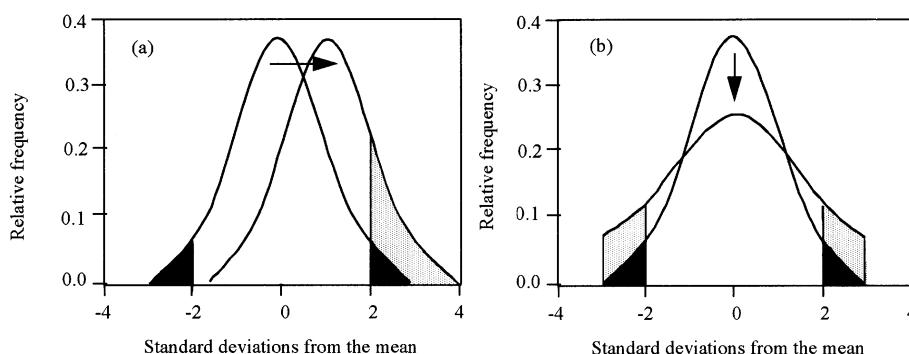 (a)
Relative frequency
0.4
0.3
0.2
0.1
0.0
-4 -2 0 2 4
Standard deviations from the mean
(b)
Relative frequency
0.4
0.3
0.2
0.1
0.0
-4 -2 0 2 4
Standard deviations from the mean